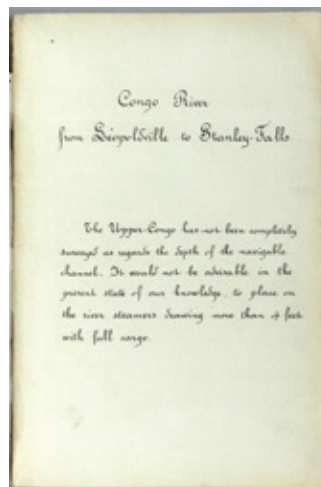 Congo River
from Léopoldville to Stanley-Falls
The Upper-Congo has not been completely
surveyed as regards the depth of the navigable
channel. It would not be advisable, in the
present state of our knowledge, to place on
the river steamers drawing more than 4 feet
with full cargo.